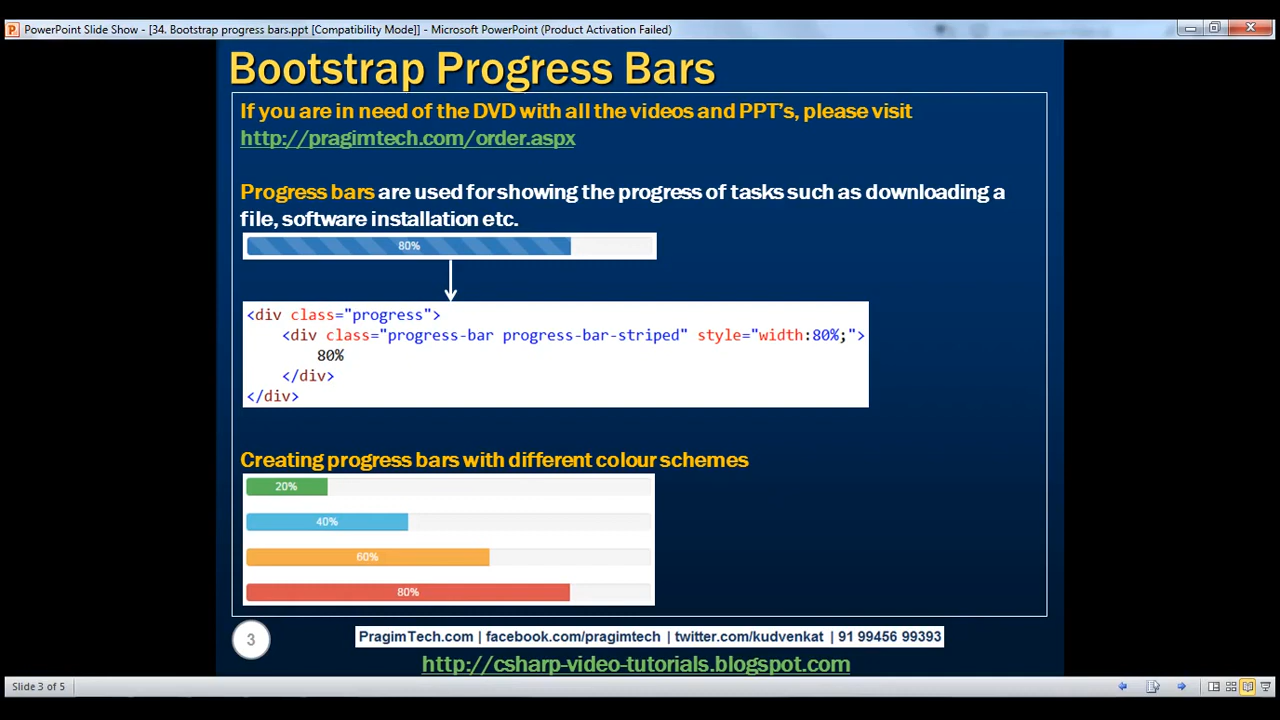 PowerPoint Slide Show - [34. Bootstrap progress bars.ppt [Compatibility Mode]] - Microsoft PowerPoint (Product Activation Failed)
Bootstrap Progress Bars
If you are in need of the DVD with all the videos and PPT's, please visit
http://pragimtech.com/order.aspx
Progress bars are used for showing the progress of tasks such as downloading a
file, software installation etc.
80%
<div class="progress">
<div class="progress-bar progress-bar-striped" style="width:80%;">
80%
</div>
</div>
Creating progress bars with different colour schemes
20%
40%
60%
80%
3
PragimTech.com | facebook.com/pragimtech | twitter.com/kudvenkat | 91 99456 99393
http://csharp-video-tutorials.blogspot.com
Slide 3 of 5